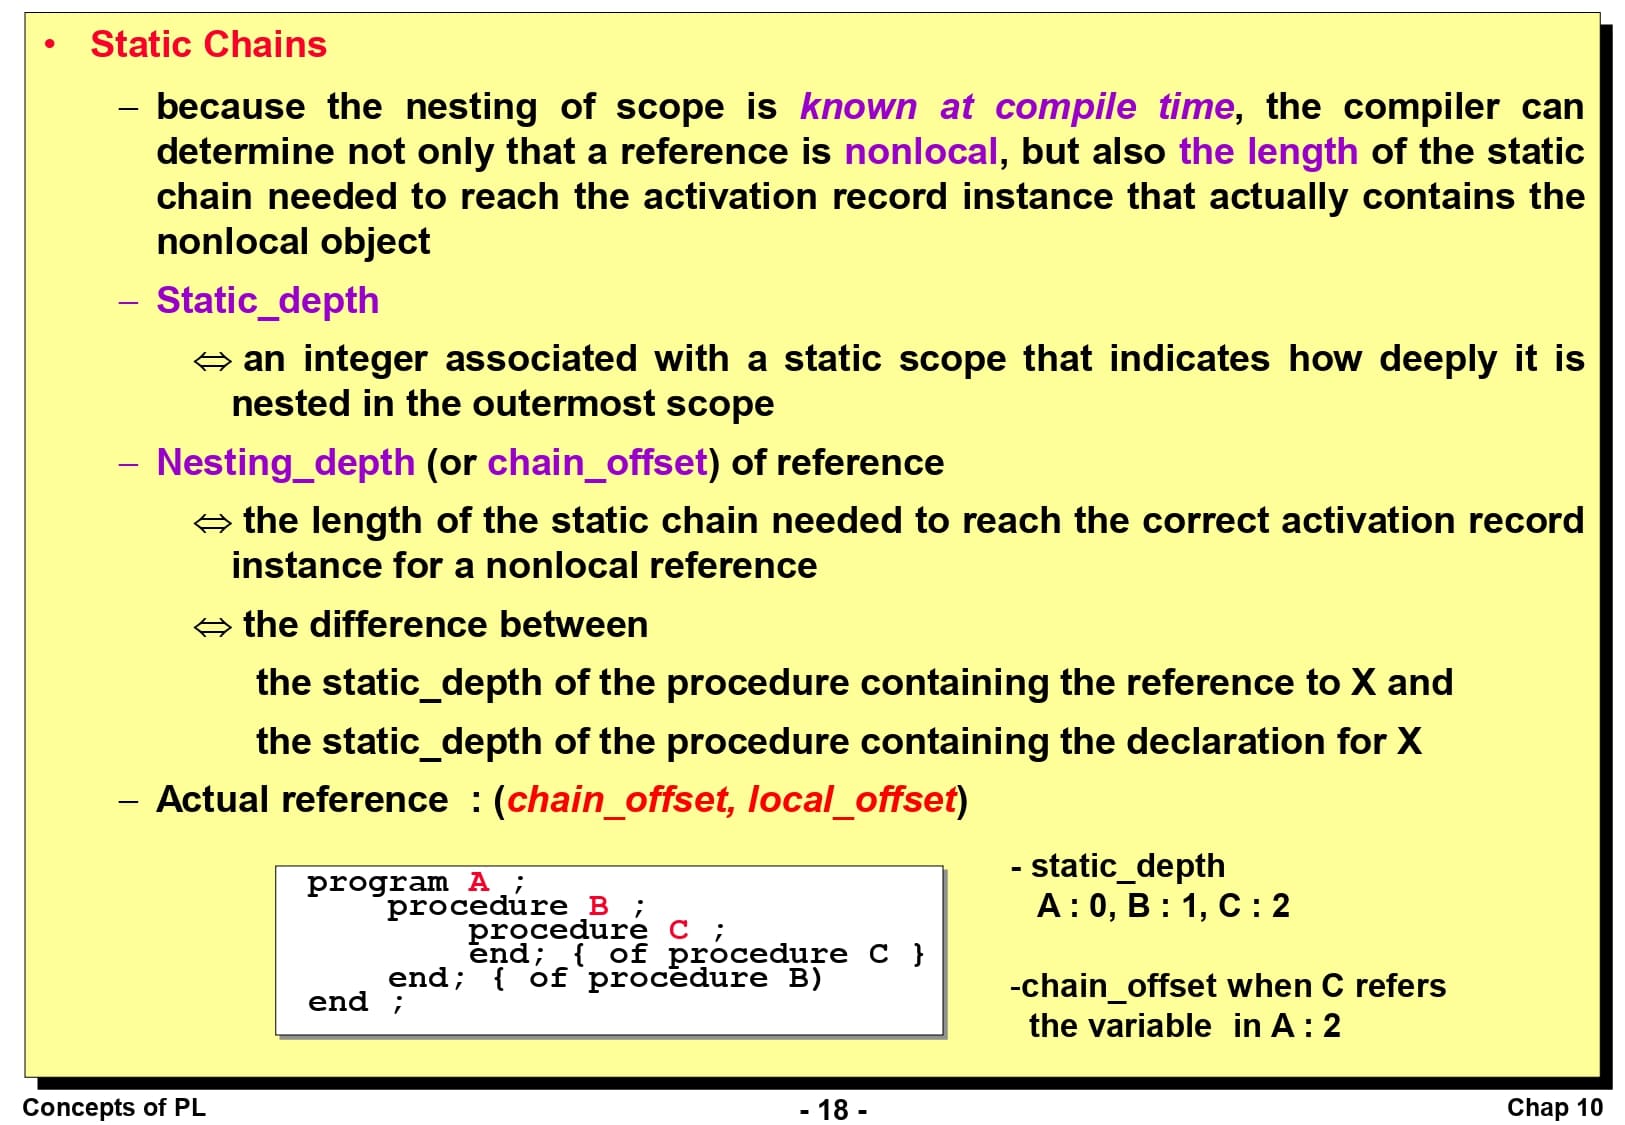 • Static Chains
– because the nesting of scope is known at compile time, the compiler can
determine not only that a reference is nonlocal, but also the length of the static
chain needed to reach the activation record instance that actually contains the
nonlocal object
– Static_depth
⇔ an integer associated with a static scope that indicates how deeply it is
nested in the outermost scope
– Nesting_depth (or chain_offset) of reference
⇔ the length of the static chain needed to reach the correct activation record
instance for a nonlocal reference
⇔ the difference between
the static_depth of the procedure containing the reference to X and
the static_depth of the procedure containing the declaration for X
– Actual reference : (chain_offset, local_offset)
program A ;
procedure B ;
procedure C ;
end; { of procedure C }
end; { of procedure B)
end ;
- static_depth
A : 0, B : 1, C : 2
-chain_offset when C refers
the variable in A : 2
Concepts of PL
- 18 -
Chap 10